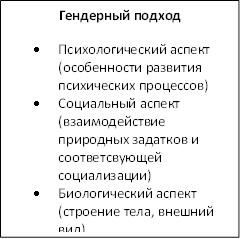 Гендерный подход
• Психологический аспект
(особенности развития
психических процессов)
• Социальный аспект
(взаимодействие
природных задатков и
соответсвующей
социализации)
• Биологический аспект
(строение тела, внешний
вид)